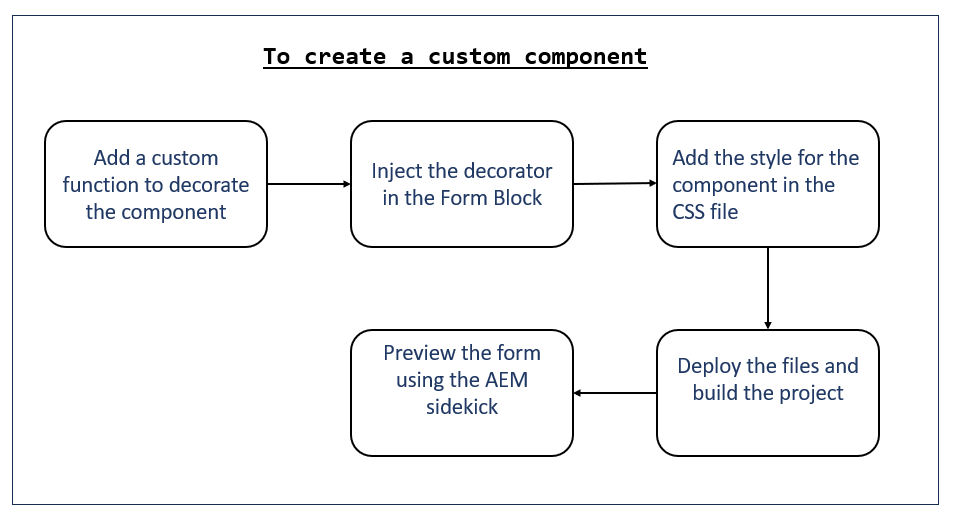 To create a custom component
Add a custom
function to decorate
the component
Inject the decorator
in the Form Block
Add the style for the
component in the
CSS file
Deploy the files and
build the project
Preview the form
using the AEM
sidekick